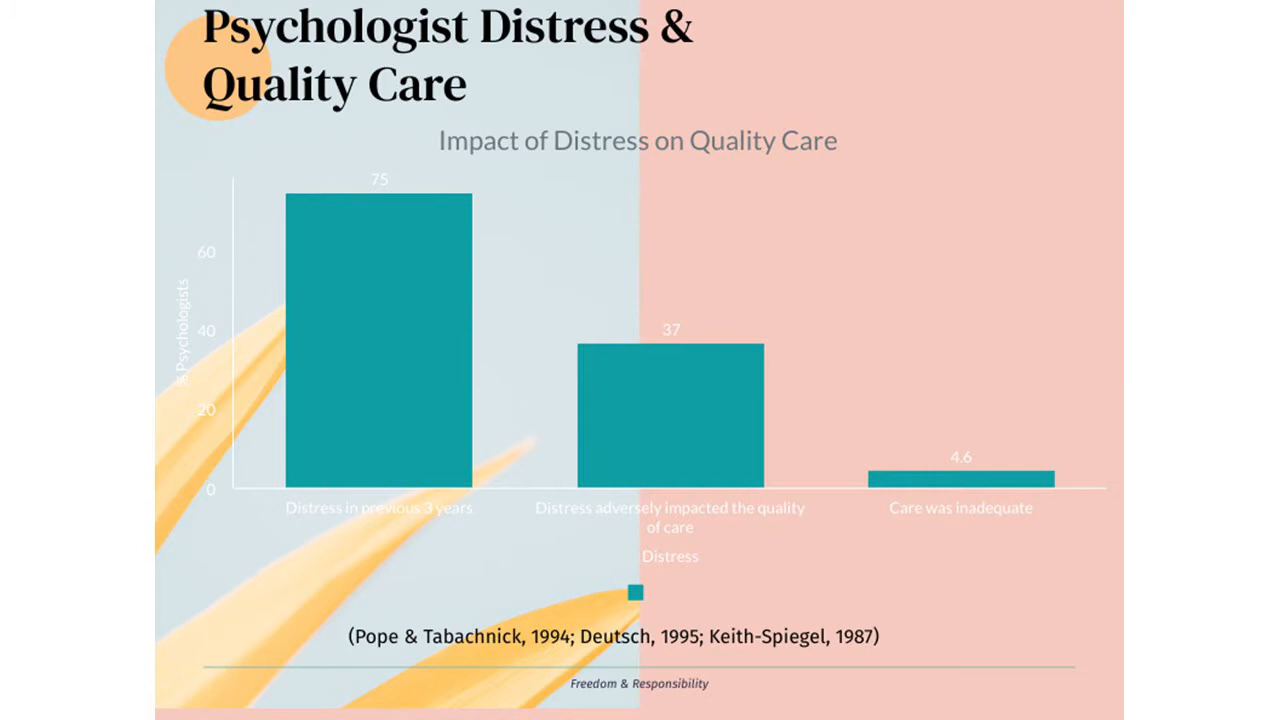 Psychologist Distress &
Quality Care
Impact of Distress on Quality Care
75
60
% Psychologists
37
40
20
4.6
0
Distress in previous 3 years
Distress adversely impacted the quality
of care
Care was inadequate
Distress
(Pope & Tabachnick, 1994; Deutsch, 1995; Keith-Spiegel, 1987)
Freedom & Responsibility